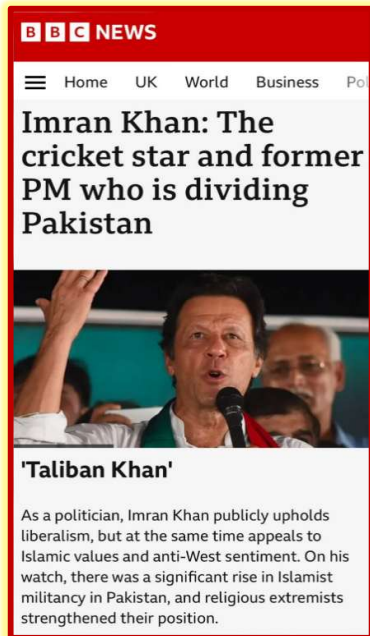 BBC NEWS
Home UK World Business Pol
Imran Khan: The
cricket star and former
PM who is dividing
Pakistan
'Taliban Khan'
As a politician, Imran Khan publicly upholds
liberalism, but at the same time appeals to
Islamic values and anti-West sentiment. On his
watch, there was a significant rise in Islamist
militancy in Pakistan, and religious extremists
strengthened their position.